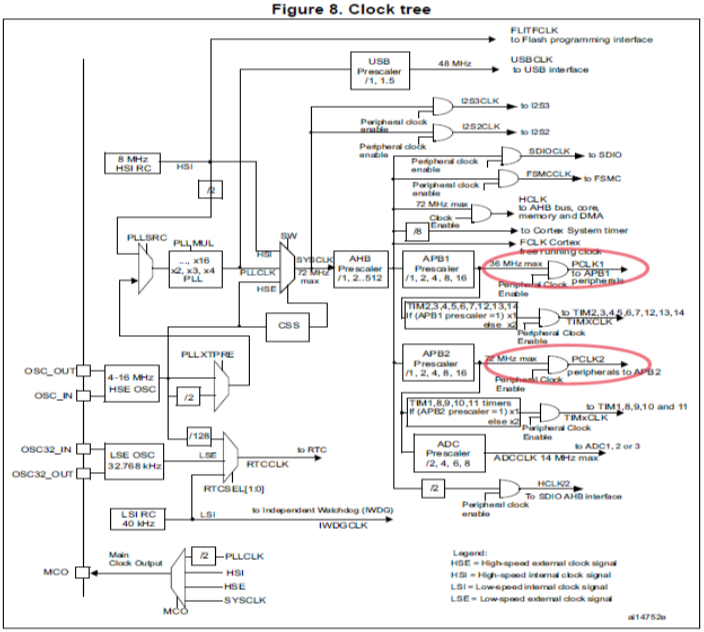 Figure 8. Clock tree
FLITFCLK
to Flash programming interface
USB
Prescaler
/1, 1.5
48 MHz
USBCLK
to USB interface
I2S3CLK
to I2S3
Peripheral clock
enable
I2S2CLK
to I2S2
Peripheral clock
enable
8 MHz
HSI RC
HSI
SDIOCLK
to SDIO
Peripheral clock
enable
FSMCCLK
to FSMC
Peripheral clock
enable
/2
72 MHz max
HCLK
to AHB bus, core,
memory and DMA
Clock
Enable
/8
to Cortex System timer
FCLK Cortex
free running clock
PLLSRC
PLLMUL
..., x16
x2, x3, x4
PLL
SW
HSI
PLLCLK
HSE
SYSCLK
72 MHz
max
AHB
Prescaler
/1, 2..512
APB1
Prescaler
/1, 2, 4, 8, 16
36 MHz max
PCLK1
to APB1
peripherals
Peripheral Clock
Enable
CSS
TIM2,3,4,5,6,7,12,13,14
If (APB1 prescaler =1) x1
else x2
to TIM2,3,4,5,6,7,12,13,14
TIMXCLK
Peripheral Clock
Enable
PLLXTPRE
OSC_OUT
OSC_IN
4-16 MHz
HSE OSC
/2
APB2
Prescaler
/1, 2, 4, 8, 16
72 MHz max
PCLK2
peripherals to APB2
Peripheral Clock
Enable
TIM1,8,9,10,11 timers
If (APB2 prescaler =1) x1
else x2
to TIM1,8,9,10 and 11
TIMxCLK
Peripheral Clock
Enable
/128
OSC32_IN
OSC32_OUT
LSE OSC
32.768 kHz
LSE
to RTC
RTCCLK
RTCSEL[1:0]
ADC
Prescaler
/2, 4, 6, 8
to ADC1, 2 or 3
ADCCLK 14 MHz max
/2
HCLK/2
To SDIO AHB interface
Peripheral clock
enable
LSI RC
40 kHz
LSI
to Independent Watchdog (IWDG)
IWDGCLK
MCO
Main
Clock Output
/2
PLLCLK
HSI
HSE
SYSCLK
MCO
Legend:
HSE = High-speed external clock signal
HSI = High-speed internal clock signal
LSI = Low-speed internal clock signal
LSE = Low-speed external clock signal
ai14752e